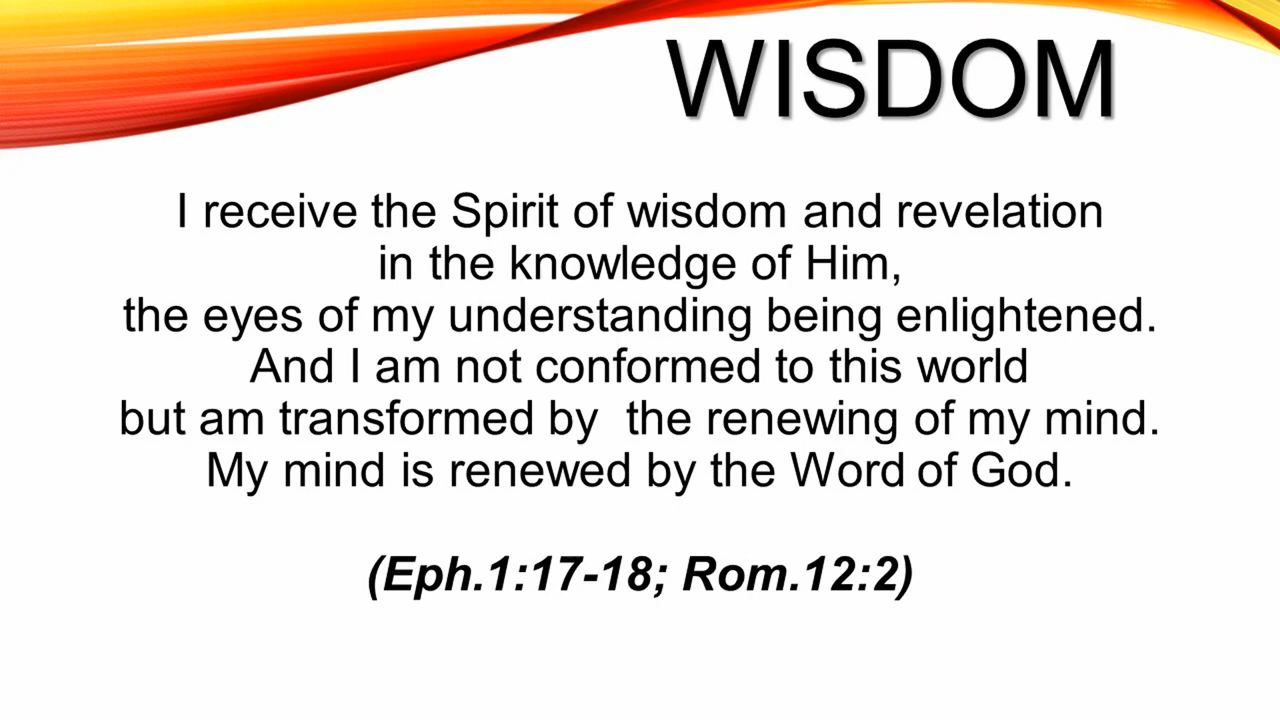 WISDOM
I receive the Spirit of wisdom and revelation
in the knowledge of Him,
the eyes of my understanding being enlightened.
And I am not conformed to this world
but am transformed by  the renewing of my mind.
My mind is renewed by the Word of God.
(Eph.1:17-18; Rom.12:2)